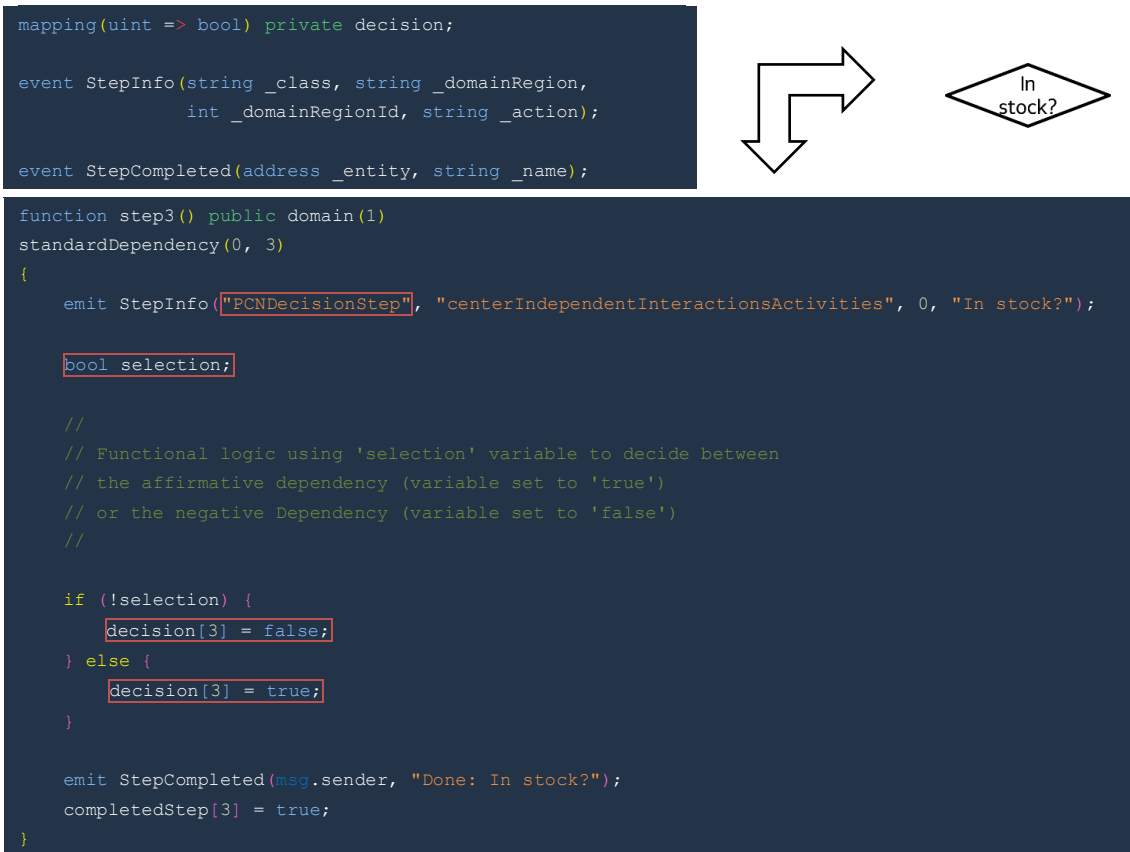 mapping(uint => bool) private decision;
event StepInfo(string _class, string _domainRegion,
int _domainRegionId, string _action);
event StepCompleted(address _entity, string _name);
In
stock?
function step3() public domain(1)
standardDependency(0, 3)
{
emit StepInfo("PCNDecisionStep", "centerIndependentInteractionsActivities", 0, "In stock?");
bool selection;
//
// Functional logic using 'selection' variable to decide between
// the affirmative dependency (variable set to 'true')
// or the negative Dependency (variable set to 'false')
//
if (!selection) {
decision[3] = false;
} else {
decision[3] = true;
}
emit StepCompleted(msg.sender, "Done: In stock?");
completedStep[3] = true;
}